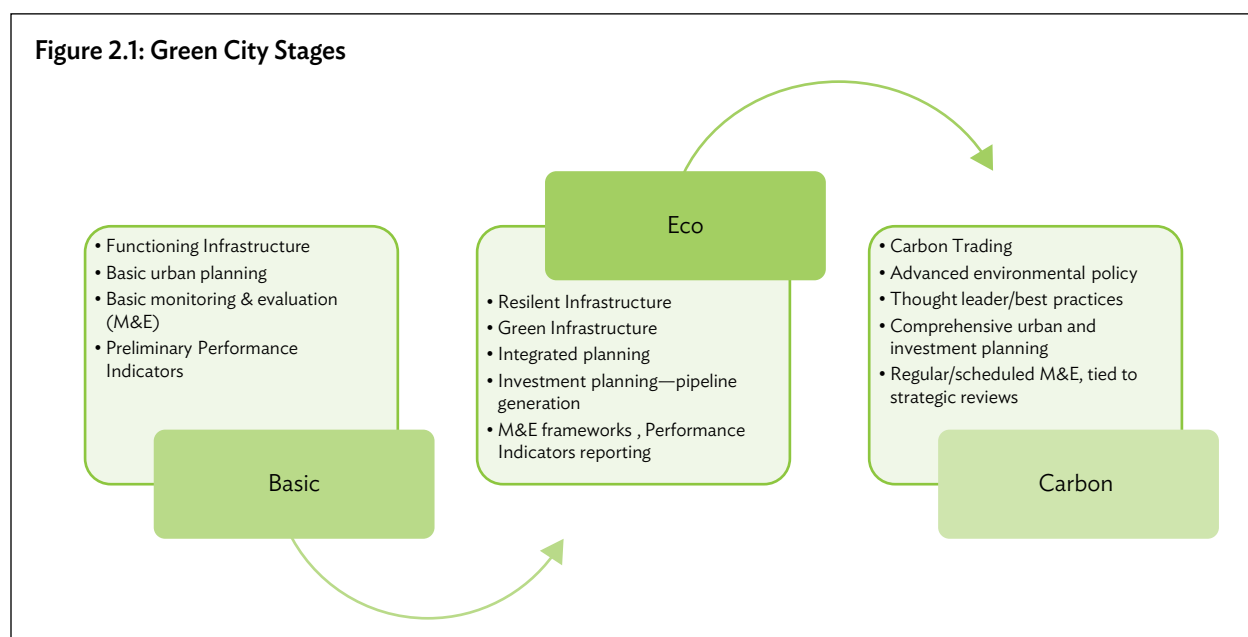 Figure 2.1: Green City Stages
• Functioning Infrastructure
• Basic urban planning
• Basic monitoring & evaluation
(M&E)
• Preliminary Performance
Indicators
Basic
Eco
• Resilent Infrastructure
• Green Infrastructure
• Integrated planning
• Investment planning—pipeline
generation
• M&E frameworks , Performance
Indicators reporting
• Carbon Trading
• Advanced environmental policy
• Thought leader/best practices
• Comprehensive urban and
investment planning
• Regular/scheduled M&E, tied to
strategic reviews
Carbon